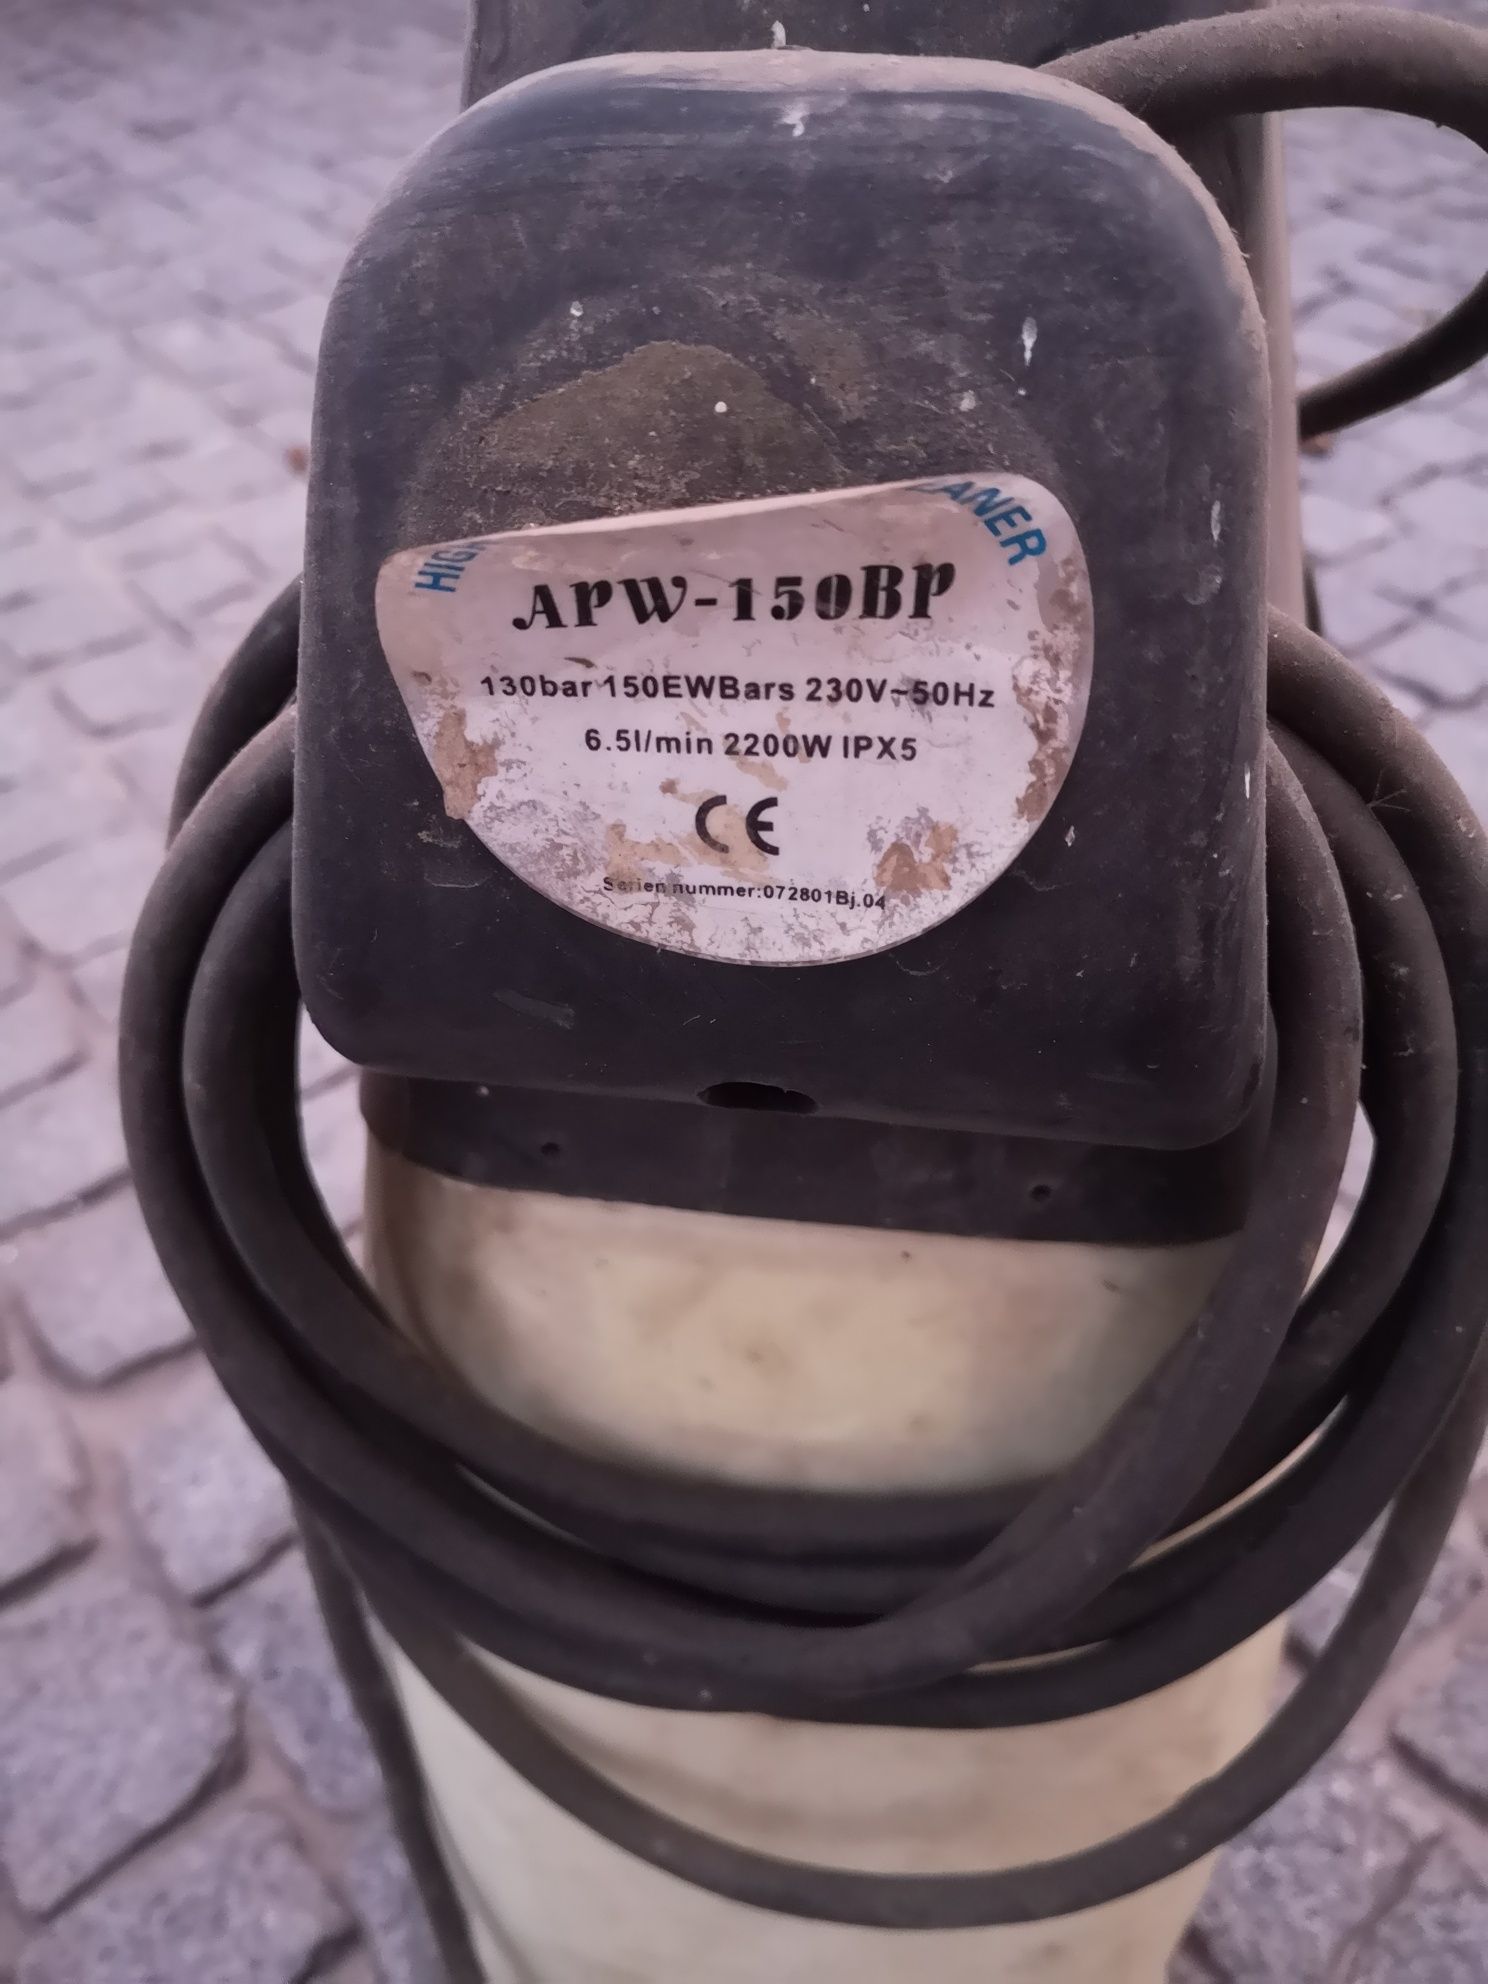 APW-150BP
130bar 150EWBars 230V~50Hz
6.5l/min 2200W IPX5
CE
Serien nummer:072801Bj.04